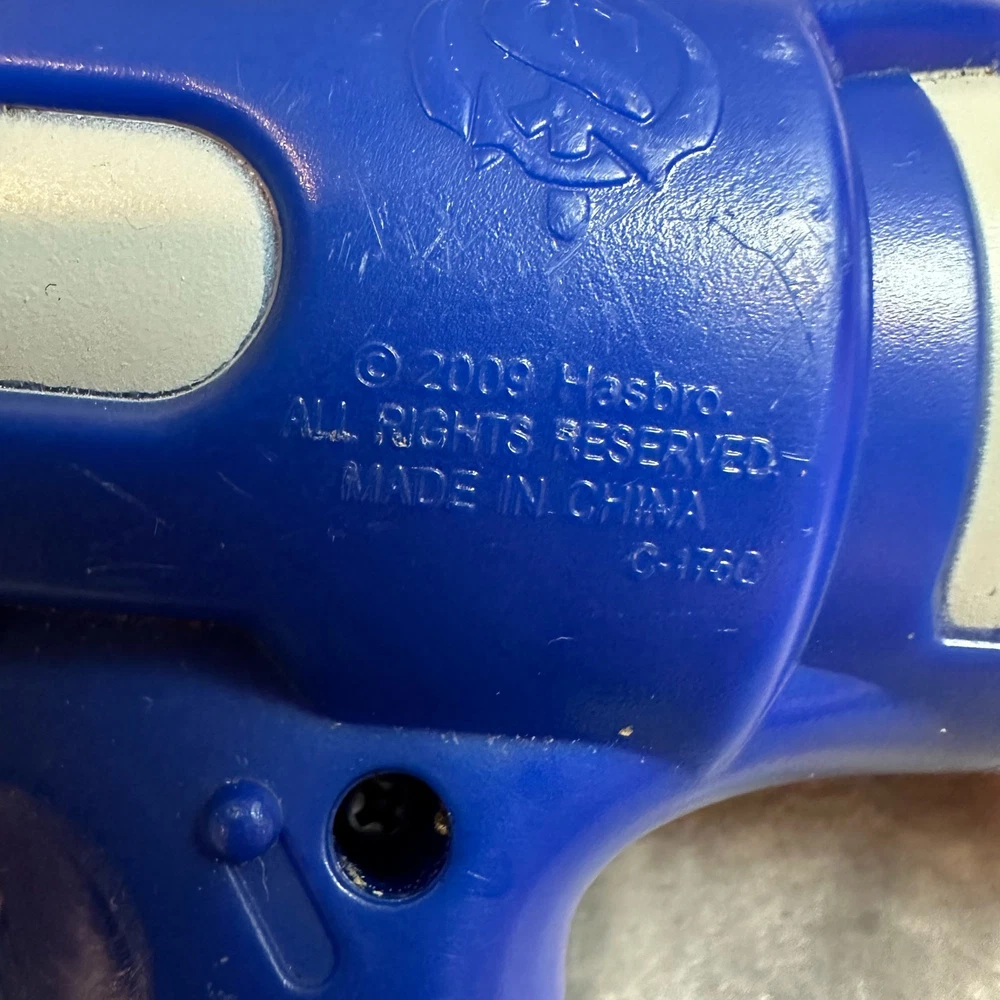 © 2009 Hasbro.
ALL RIGHTS RESERVED.
MADE IN CHINA